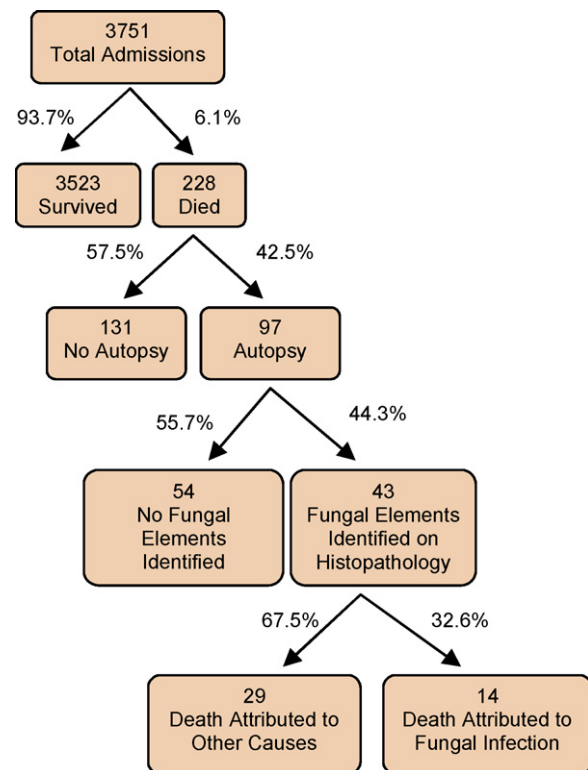 3751
Total Admissions
93.7%
6.1%
3523
Survived
228
Died
57.5%
42.5%
131
No Autopsy
97
Autopsy
55.7%
44.3%
54
No Fungal
Elements
Identified
43
Fungal Elements
Identified on
Histopathology
67.5%
32.6%
29
Death Attributed to
Other Causes
14
Death Attributed to
Fungal Infection